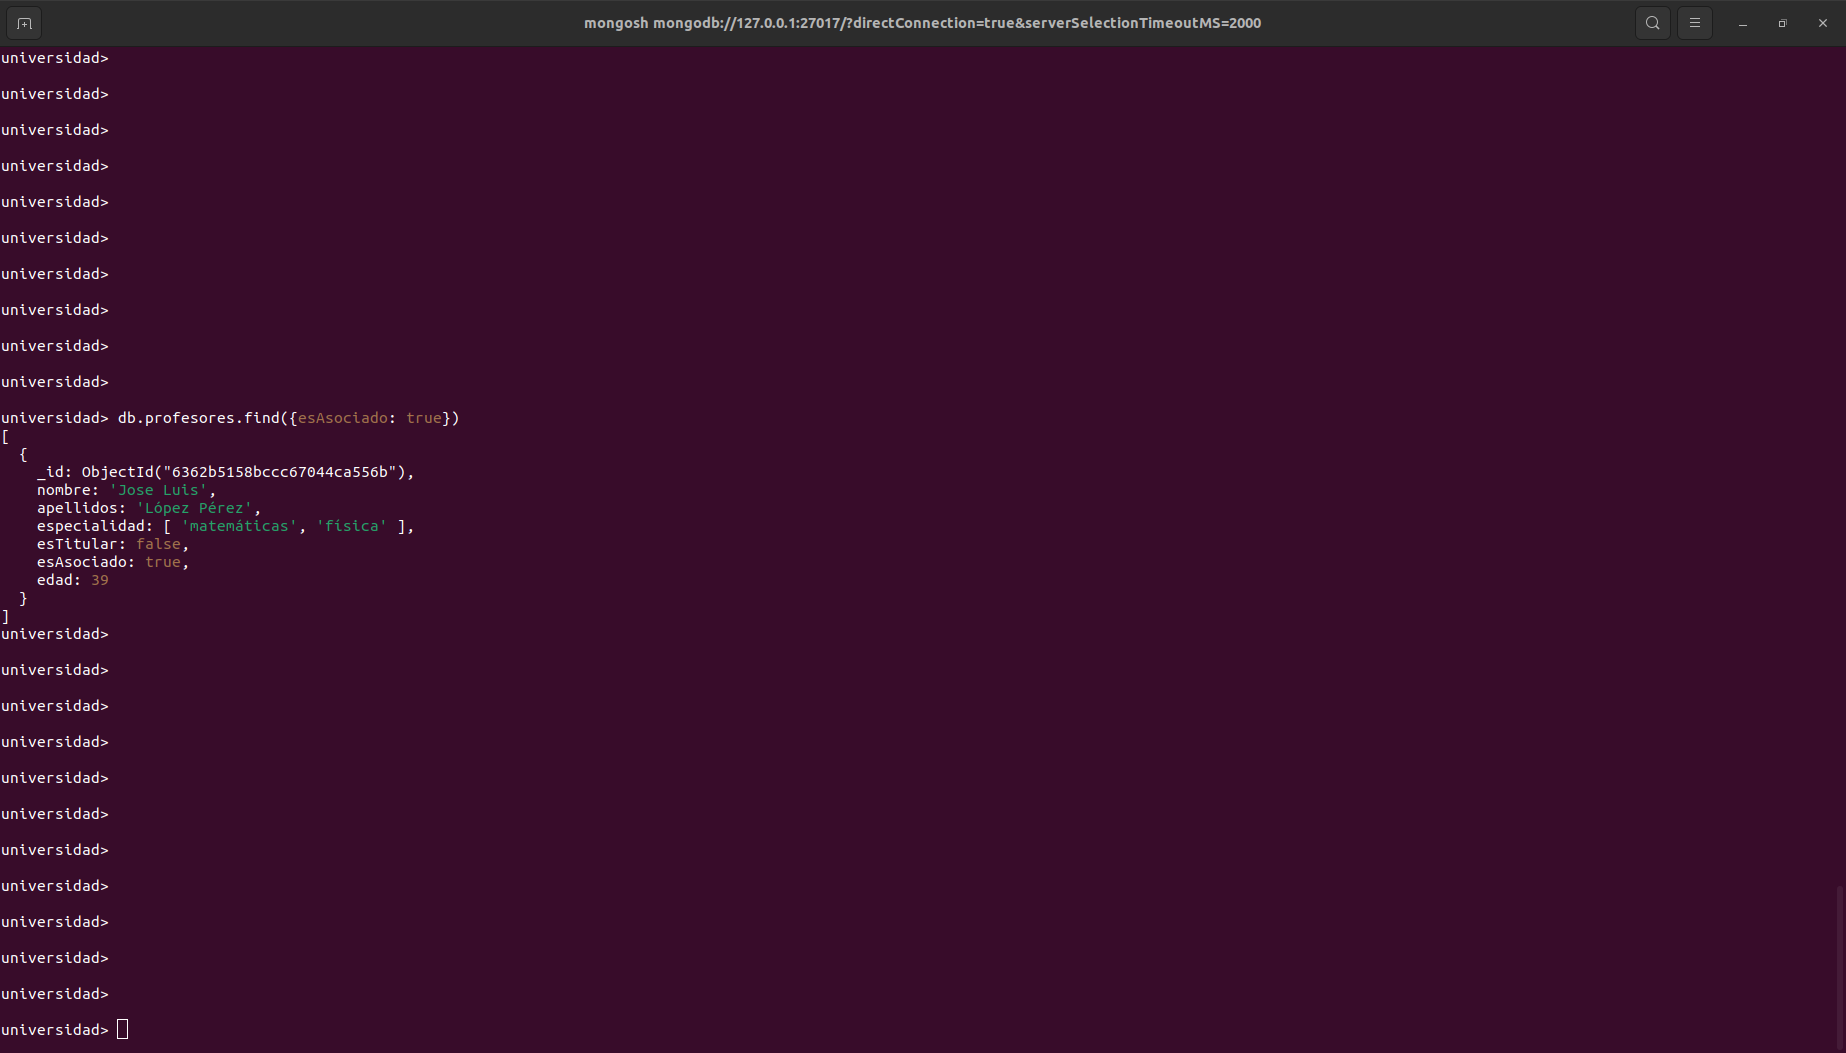 mongosh mongodb://127.0.0.1:27017/?directConnection=true&serverSelectionTimeoutMS=2000
universidad>
universidad>
universidad>
universidad>
universidad>
universidad>
universidad>
universidad>
universidad>
universidad>
universidad> db.profesores.find({esAsociado: true})
[
  {
    _id: ObjectId("6362b5158bccc67044ca556b"),
    nombre: 'Jose Luis',
    apellidos: 'López Pérez',
    especialidad: [ 'matemáticas', 'física' ],
    esTitular: false,
    esAsociado: true,
    edad: 39
  }
]
universidad>
universidad>
universidad>
universidad>
universidad>
universidad>
universidad>
universidad>
universidad>
universidad>
universidad>
universidad>